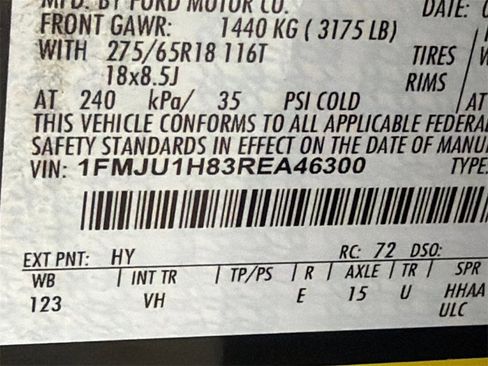 MFD. BY FORD MOTOR CO. DATE:
FRONT GAWR: 1440 KG ( 3175 LB)
WITH 275/65R18 116T TIRES
18x8.5J RIMS
AT 240 kPa/ 35 PSI COLD AT
THIS VEHICLE CONFORMS TO ALL APPLICABLE FEDERA
SAFETY STANDARDS IN EFFECT ON THE DATE OF MANU
VIN: 1FMJU1H83REA46300 TYPE:
EXT PNT: HY RC: 72 DSO:
WB | INT TR | TP/PS | R | AXLE | TR | SPR
123 VH E 15 U HHAA
ULC